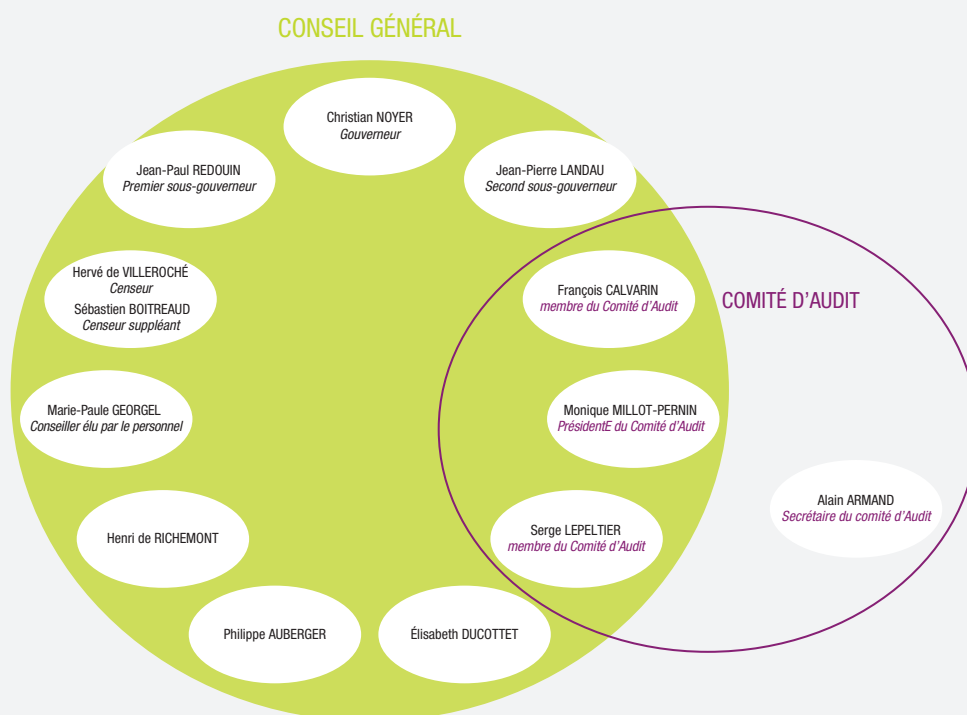 CONSEIL GÉNÉRAL
Christian NOYER
Gouverneur
Jean-Paul REDOUIN
Premier sous-gouverneur
Jean-Pierre LANDAU
Second sous-gouverneur
Hervé de VILLEROCHÉ
Censeur
Sébastien BOITREAUD
Censeur suppléant
François CALVARIN
membre du Comité d'Audit
COMITÉ D'AUDIT
Marie-Paule GEORGEL
Conseiller élu par le personnel
Monique MILLOT-PERNIN
PrésidentE du Comité d'Audit
Alain ARMAND
Secrétaire du comité d'Audit
Henri de RICHEMONT
Serge LEPELTIER
membre du Comité d'Audit
Philippe AUBERGER
Élisabeth DUCOTTET